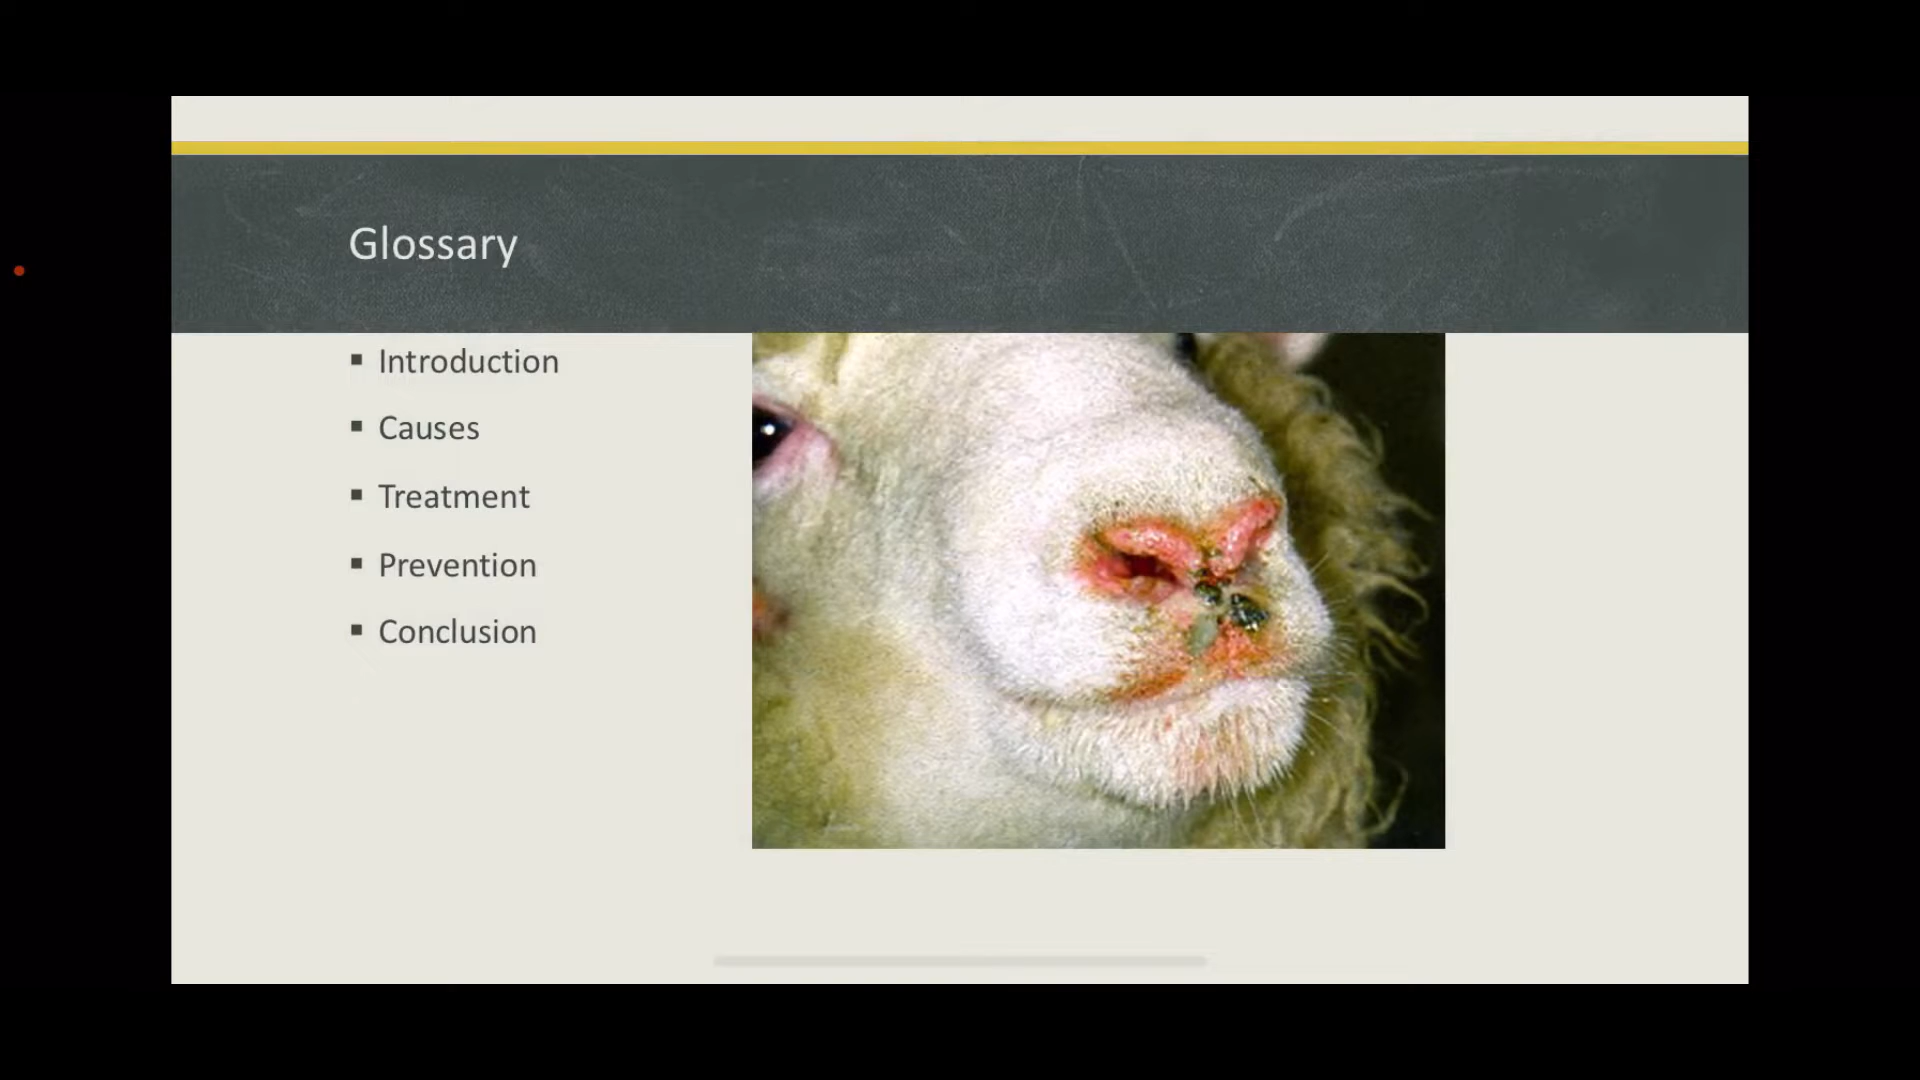 Glossary
Introduction
Causes
Treatment
Prevention
Conclusion